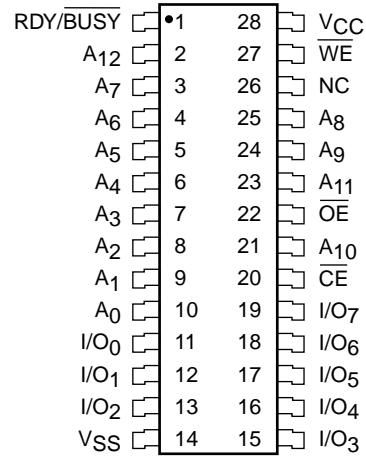 RDY/BUSY 1 28 VCC
A12 2 27 WE
A7 3 26 NC
A6 4 25 A8
A5 5 24 A9
A4 6 23 A11
A3 7 22 OE
A2 8 21 A10
A1 9 20 CE
A0 10 19 I/O7
I/O0 11 18 I/O6
I/O1 12 17 I/O5
I/O2 13 16 I/O4
VSS 14 15 I/O3